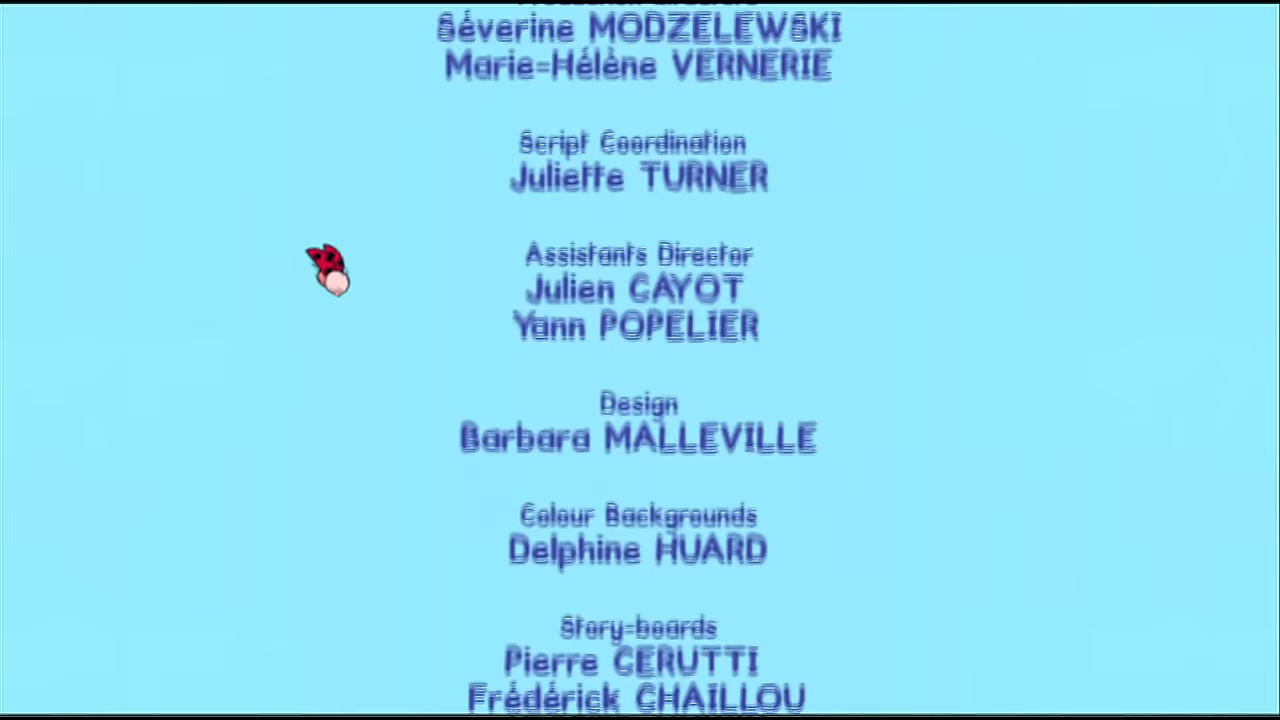 Séverine MODZELEWSKI
Marie-Hélène VERNERIE
Script Coordination
Juliette TURNER
Assistants Director
Julien CAYOT
Yann POPELIER
Design
Barbara MALLEVILLE
Colour Backgrounds
Delphine HUARD
Story-boards
Pierre CERUTTI
Frédérick CHAILLOU